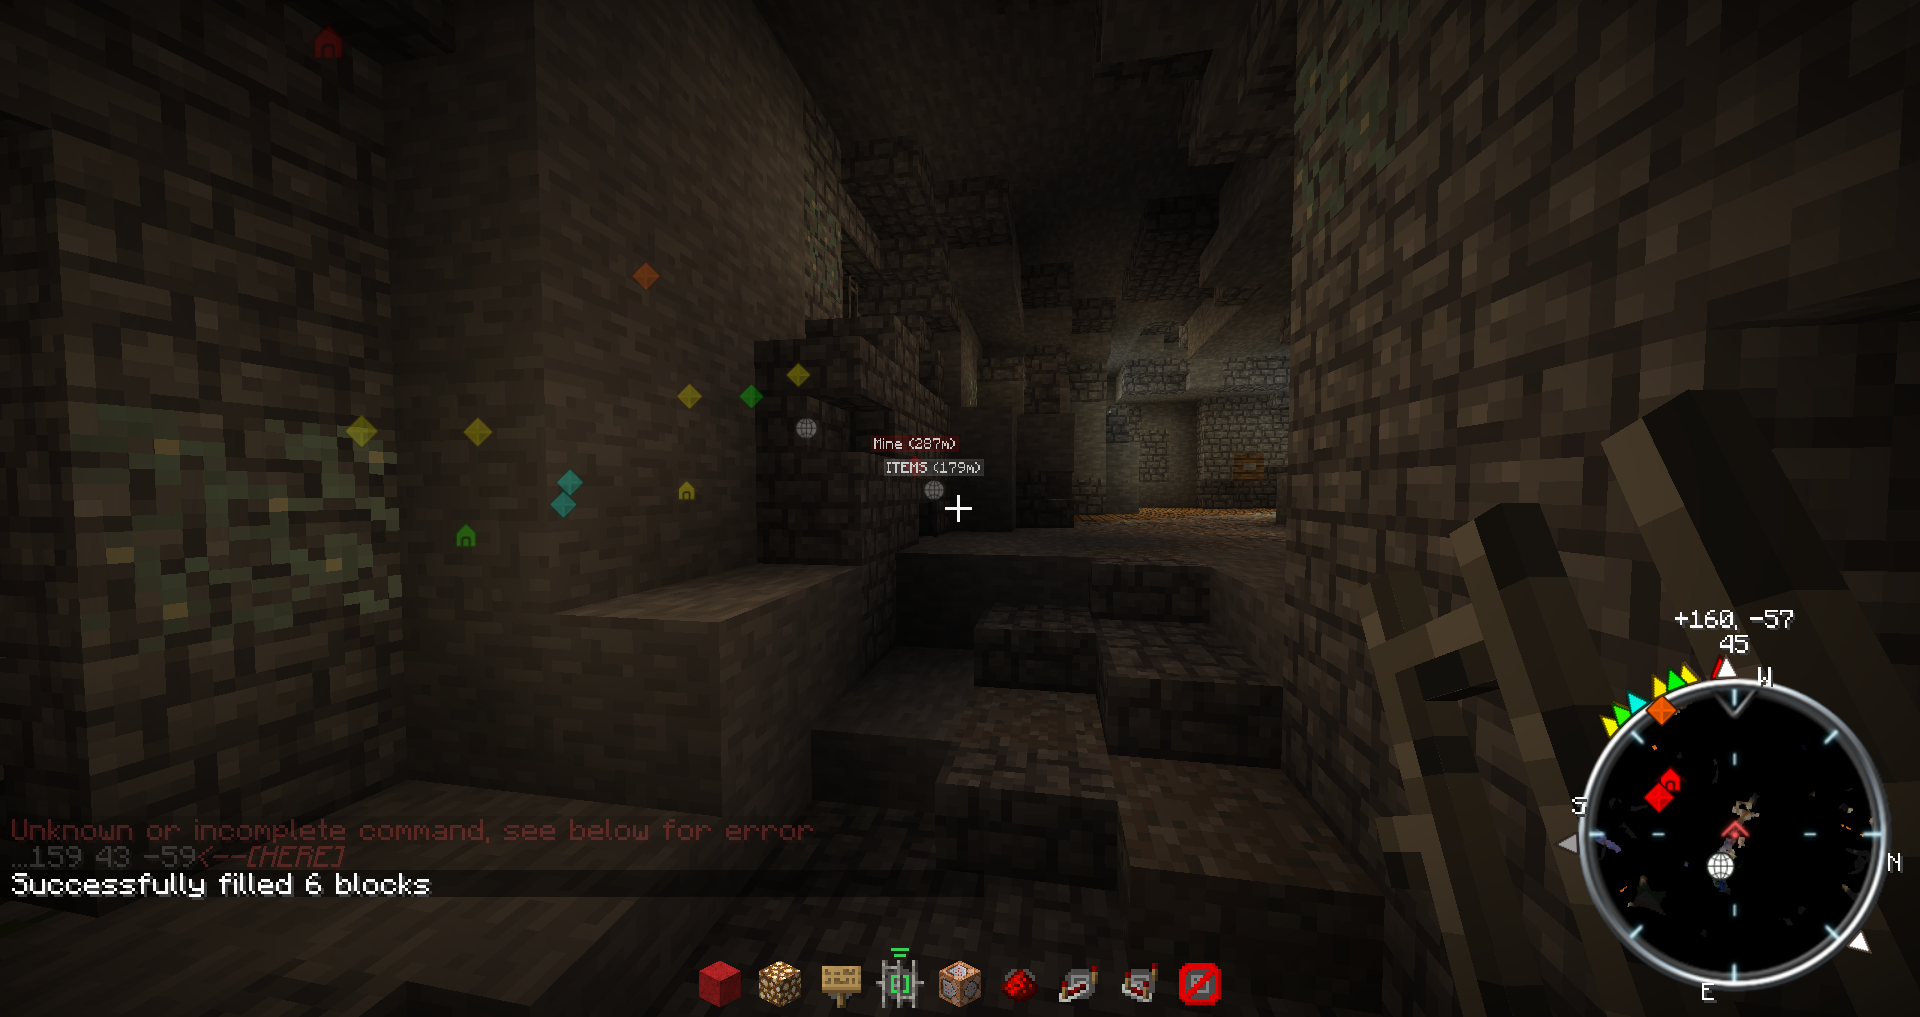 Mine (287m)
ITEMS (179m)
+160, -57
45
W
S
N
E
Unknown or incomplete command, see below for error
...159 43 -59<--[HERE]
Successfully filled 6 blocks